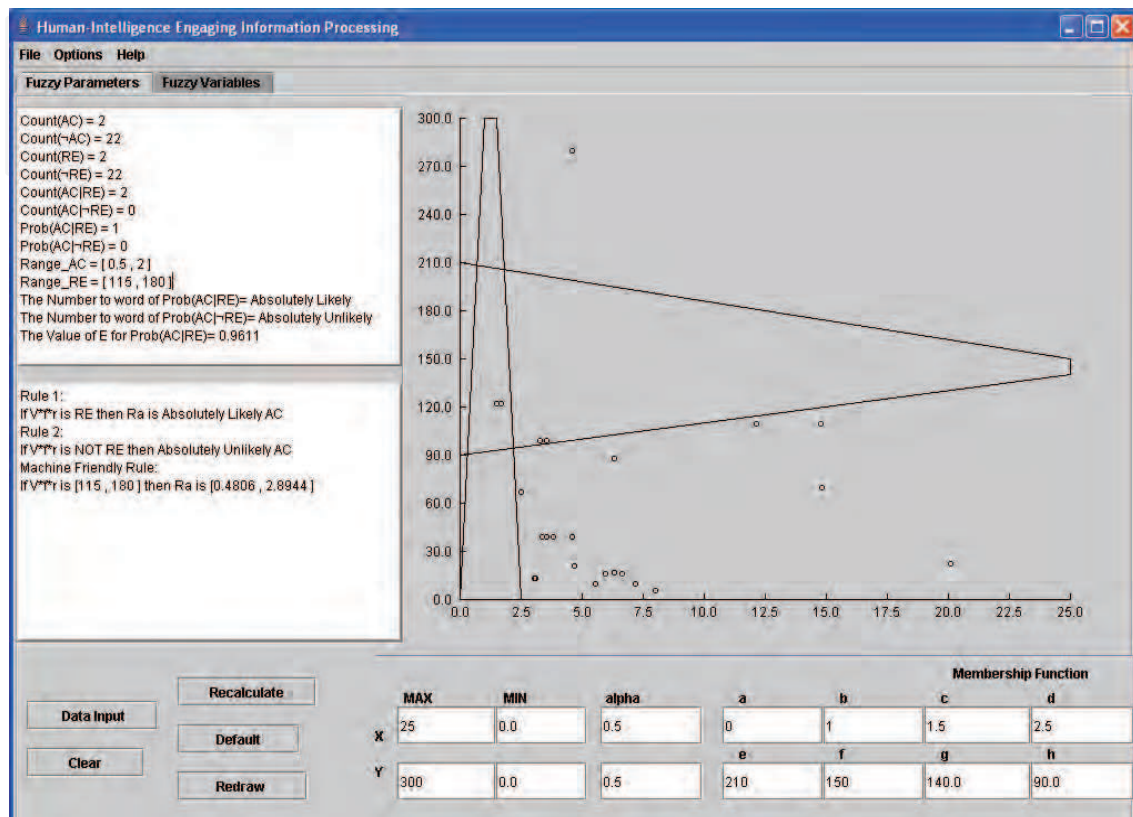 Human-Intelligence Engaging Information Processing
File Options Help
Fuzzy Parameters Fuzzy Variables
Count(AC) = 2
Count(¬AC) = 22
Count(RE) = 2
Count(¬RE) = 22
Count(AC|RE) = 2
Count(AC|¬RE) = 0
Prob(AC|RE) = 1
Prob(AC|¬RE) = 0
Range_AC = [ 0.5 , 2 ]
Range_RE = [ 115 , 180 ]
The Number to word of Prob(AC|RE)= Absolutely Likely
The Number to word of Prob(AC|¬RE)= Absolutely Unlikely
The Value of E for Prob(AC|RE)= 0.9611
Rule 1:
If V*f*r is RE then Ra is Absolutely Likely AC
Rule 2:
If V*f*r is NOT RE then Absolutely Unlikely AC
Machine Friendly Rule:
If V*f*r is [115 , 180 ] then Ra is [0.4806 , 2.8944 ]
300.0
270.0
240.0
210.0
180.0
150.0
120.0
90.0
60.0
30.0
0.0
0.0 2.5 5.0 7.5 10.0 12.5 15.0 17.5 20.0 22.5 25.0
Data Input
Clear
Recalculate
Default
Redraw
Membership Function
MAX MIN alpha a b c d
X 25 0.0 0.5 0 1 1.5 2.5
e f g h
Y 300 0.0 0.5 210 150 140.0 90.0